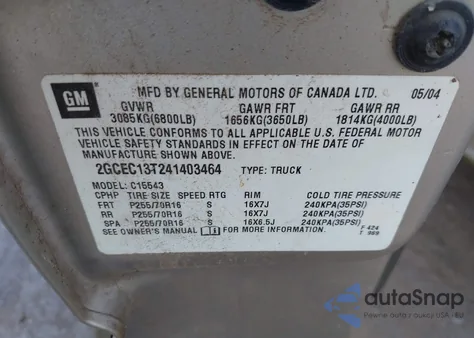 GM
MFD BY GENERAL MOTORS OF CANADA LTD. 05/04
GVWR GAWR FRT GAWR RR
3085KG(6800LB) 1656KG(3650LB) 1814KG(4000LB)
THIS VEHICLE CONFORMS TO ALL APPLICABLE U.S. FEDERAL MOTOR
VEHICLE SAFETY STANDARDS IN EFFECT ON THE DATE OF
MANUFACTURE SHOWN ABOVE.
2GCEC13T241403464 TYPE: TRUCK
MODEL: C15543
CPHP TIRE SIZE SPEED RTG RIM COLD TIRE PRESSURE
FRT P255/70R16 S 16X7J 240KPA(35PSI)
RR P255/70R16 S 16X7J 240KPA(35PSI)
SPA P255/70R16 S 16X6.5J 240KPA(35PSI)
SEE OWNER'S MANUAL FOR MORE INFORMATION. F 424
T 989
autoSnap